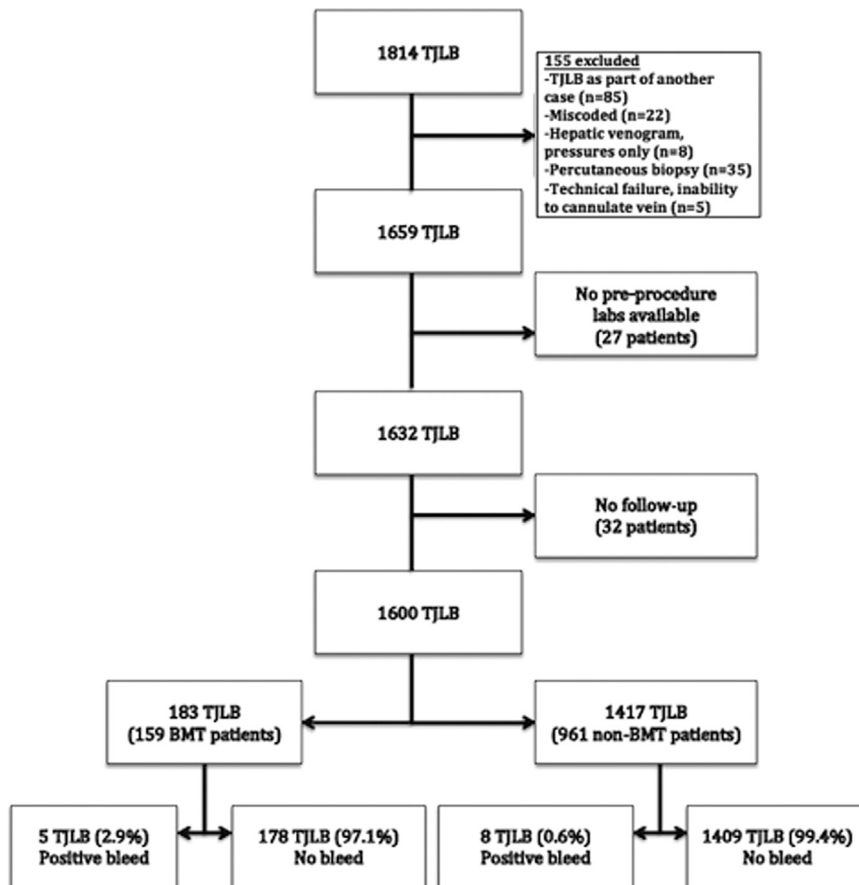 1814 TJLB
155 excluded
-TJLB as part of another
case (n=85)
-Miscoded (n=22)
-Hepatic venogram,
pressures only (n=8)
-Percutaneous biopsy (n=35)
-Technical failure, inability
to cannulate vein (n=5)
1659 TJLB
No pre-procedure
labs available
(27 patients)
1632 TJLB
No follow-up
(32 patients)
1600 TJLB
183 TJLB
(159 BMT patients)
1417 TJLB
(961 non-BMT patients)
5 TJLB (2.9%)
Positive bleed
178 TJLB (97.1%)
No bleed
8 TJLB (0.6%)
Positive bleed
1409 TJLB (99.4%)
No bleed